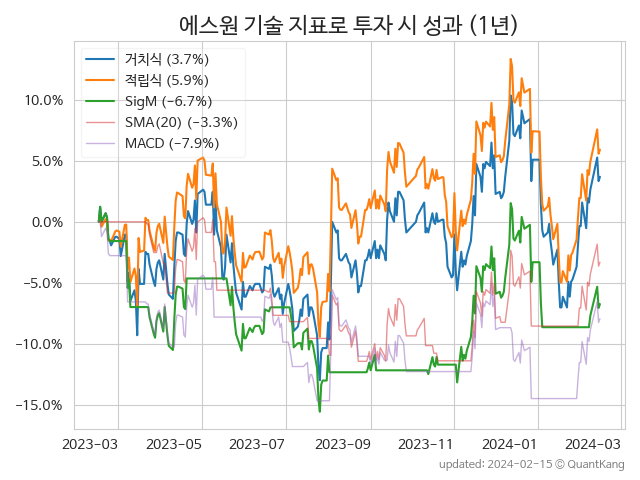 에스원 기술 지표로 투자 시 성과 (1년)
거치식 (3.7%)
적립식 (5.9%)
SigM (−6.7%)
SMA(20) (−3.3%)
MACD (−7.9%)
10.0%
5.0%
0.0%
−5.0%
−10.0%
−15.0%
2023-03 2023-05 2023-07 2023-09 2023-11 2024-01 2024-03
updated: 2024-02-15 © QuantKang